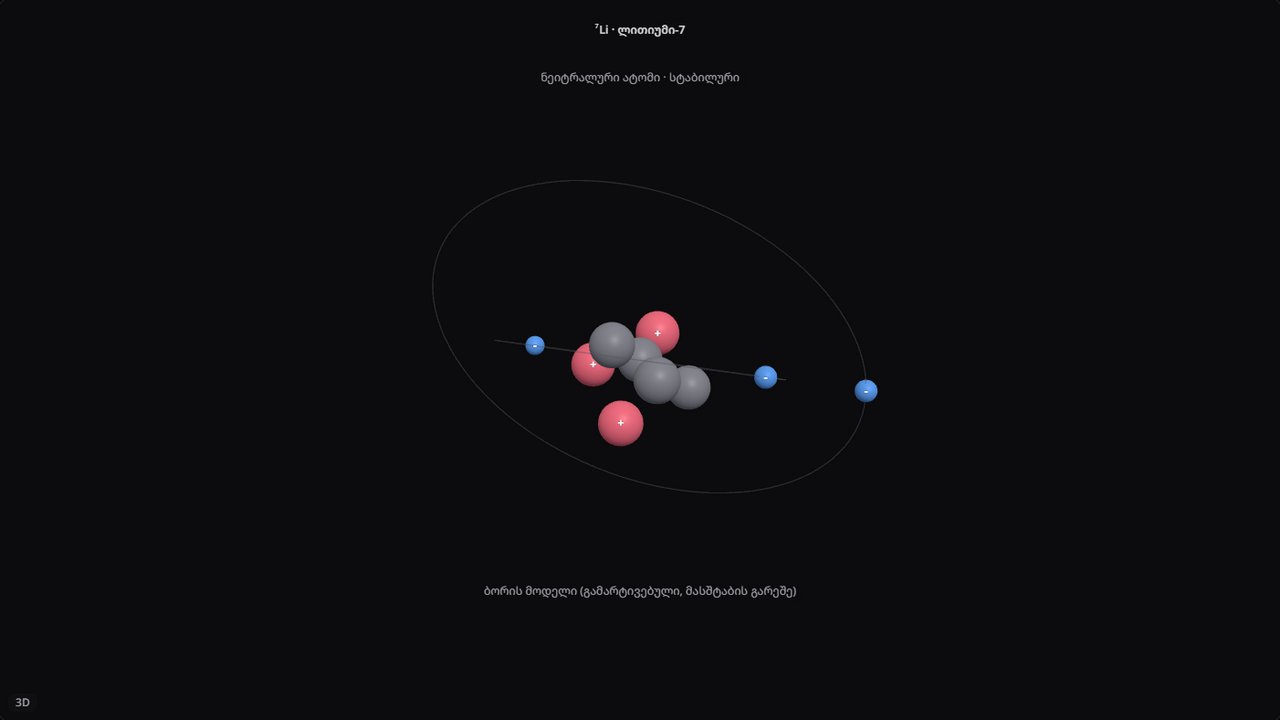 ⁷Li · ლითიუმი-7
ნეიტრალური ატომი · სტაბილური
+
+
+
-
-
-
ბორის მოდელი (გამარტივებული, მასშტაბის გარეშე)
3D